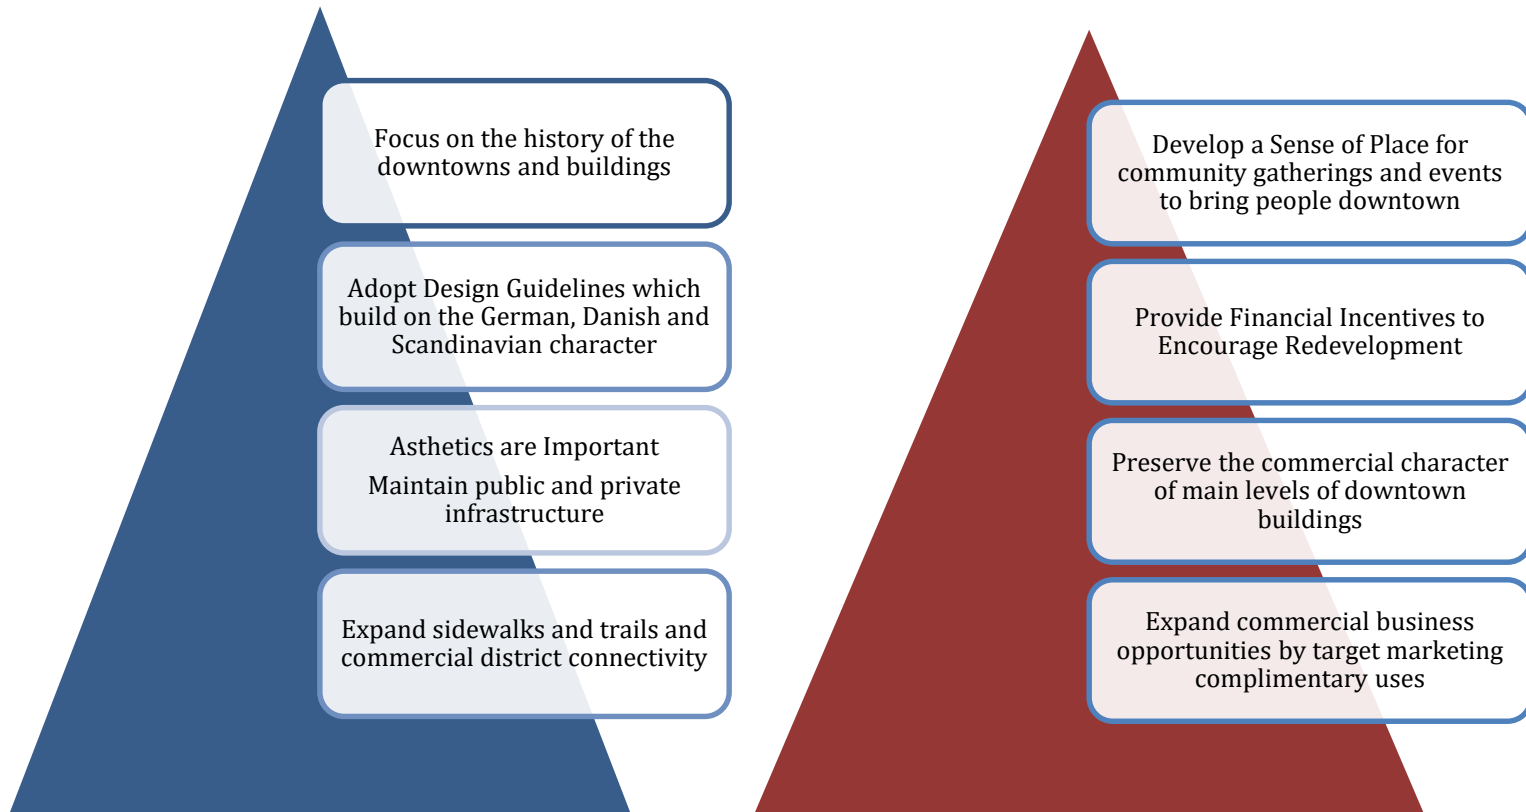 Focus on the history of the
downtowns and buildings
Adopt Design Guidelines which
build on the German, Danish and
Scandinavian character
Asthetics are Important
Maintain public and private
infrastructure
Expand sidewalks and trails and
commercial district connectivity
Develop a Sense of Place for
community gatherings and events
to bring people downtown
Provide Financial Incentives to
Encourage Redevelopment
Preserve the commercial character
of main levels of downtown
buildings
Expand commercial business
opportunities by target marketing
complimentary uses